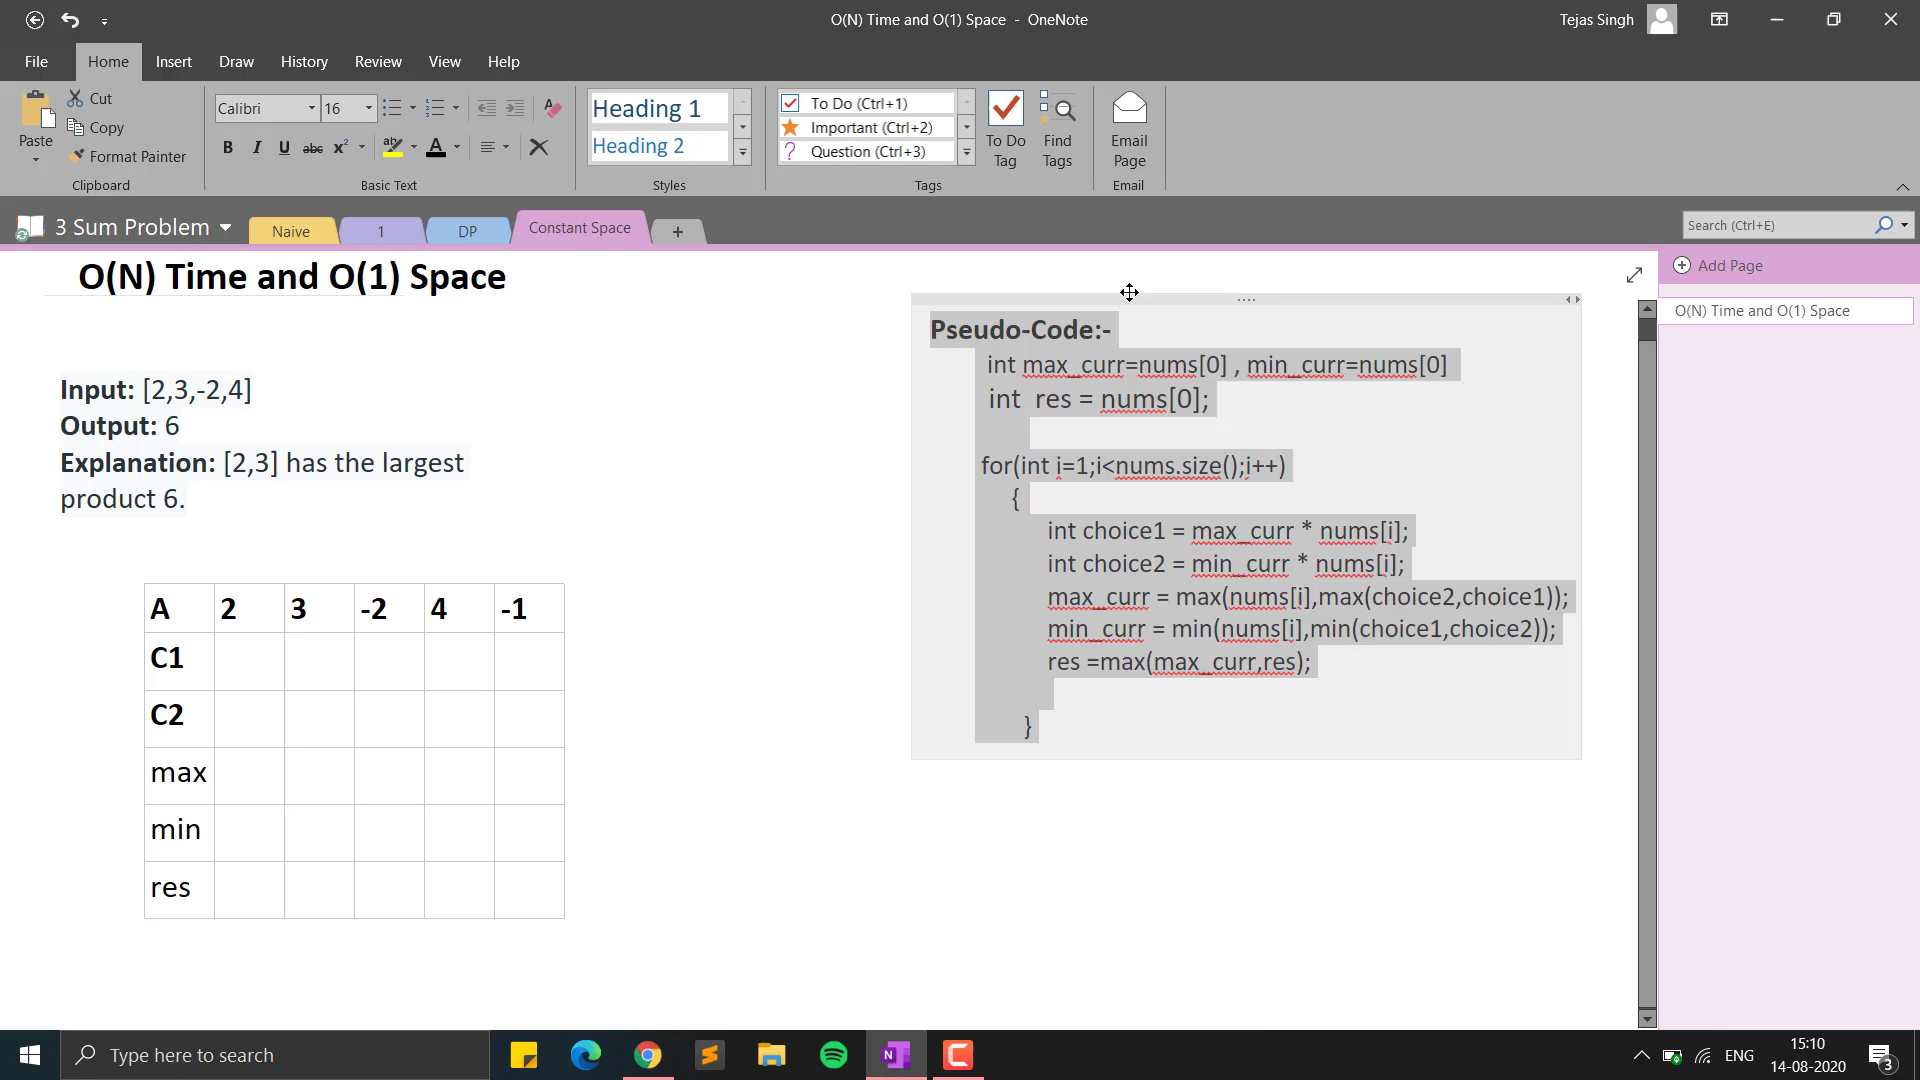 O(N) Time and O(1) Space - OneNote
Tejas Singh
File Home Insert Draw History Review View Help
Paste
Cut
Copy
Format Painter
Clipboard
Calibri 16
B I U abc x² A
Basic Text
Heading 1
Heading 2
Styles
To Do (Ctrl+1)
Important (Ctrl+2)
Question (Ctrl+3)
To Do
Tag
Find
Tags
Tags
Email
Page
Email
3 Sum Problem
Naive
1
DP
Constant Space
+
Search (Ctrl+E)
Add Page
O(N) Time and O(1) Space
O(N) Time and O(1) Space
Input: [2,3,-2,4]
Output: 6
Explanation: [2,3] has the largest
product 6.
A 2 3 -2 4 -1
C1
C2
max
min
res
Pseudo-Code:-
int max_curr=nums[0] , min_curr=nums[0]
int res = nums[0];
for(int i=1;i<nums.size();i++)
{
int choice1 = max_curr * nums[i];
int choice2 = min_curr * nums[i];
max_curr = max(nums[i],max(choice2,choice1));
min_curr = min(nums[i],min(choice1,choice2));
res =max(max_curr,res);
}
Type here to search
N
ENG
15:10
14-08-2020
3